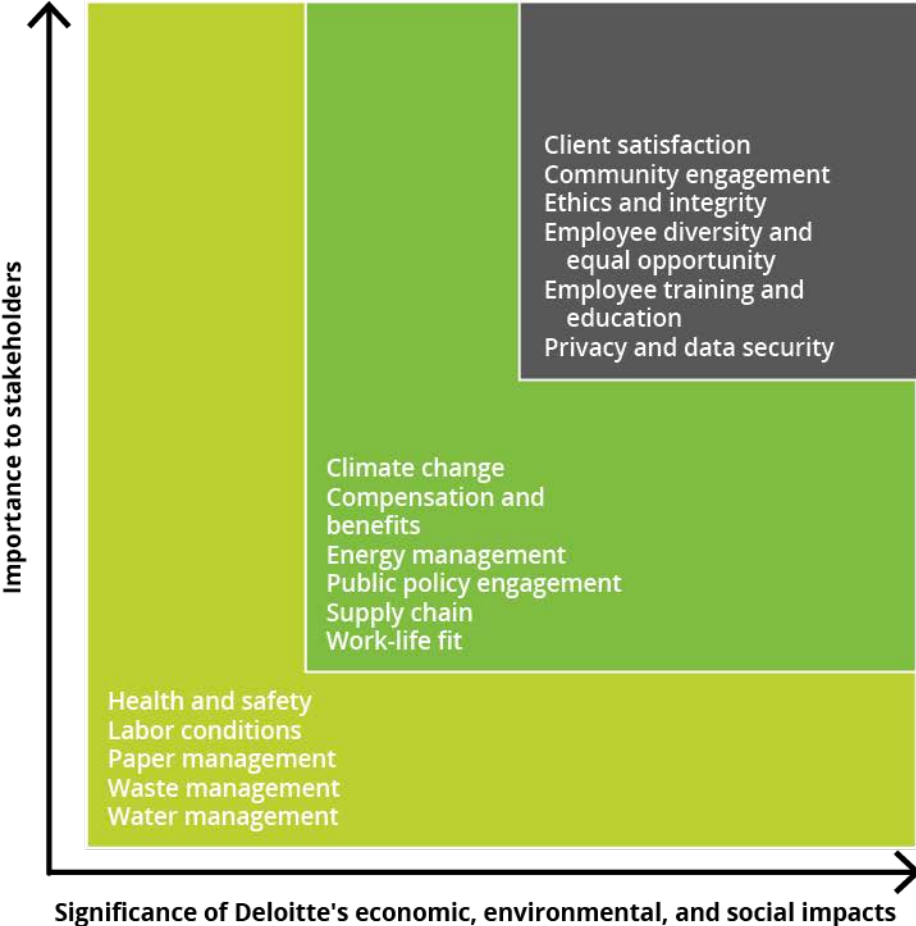 Importance to stakeholders
Client satisfaction
Community engagement
Ethics and integrity
Employee diversity and
equal opportunity
Employee training and
education
Privacy and data security
Climate change
Compensation and
benefits
Energy management
Public policy engagement
Supply chain
Work-life fit
Health and safety
Labor conditions
Paper management
Waste management
Water management
Significance of Deloitte's economic, environmental, and social impacts